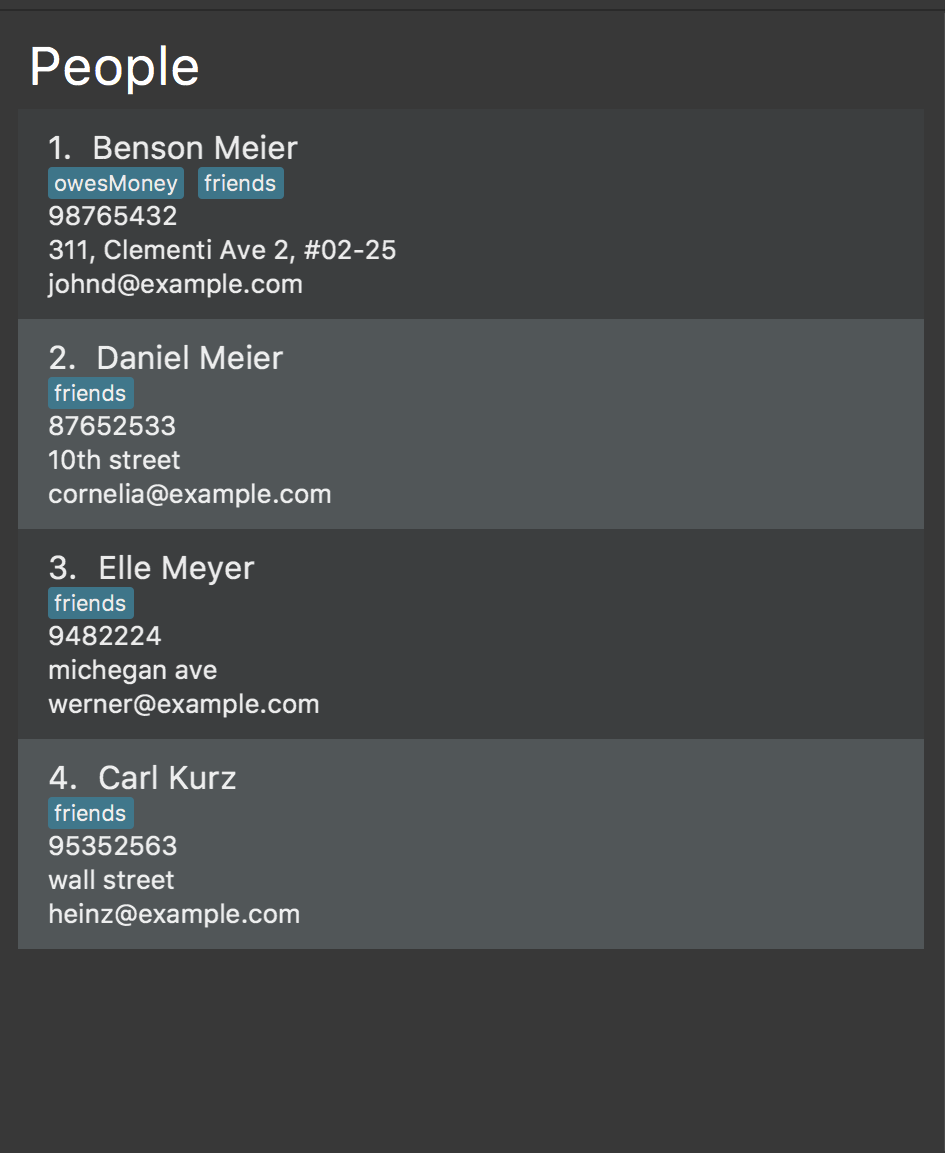 People
1. Benson Meier
owesMoney friends
98765432
311, Clementi Ave 2, #02-25
johnd@example.com
2. Daniel Meier
friends
87652533
10th street
cornelia@example.com
3. Elle Meyer
friends
9482224
michegan ave
werner@example.com
4. Carl Kurz
friends
95352563
wall street
heinz@example.com